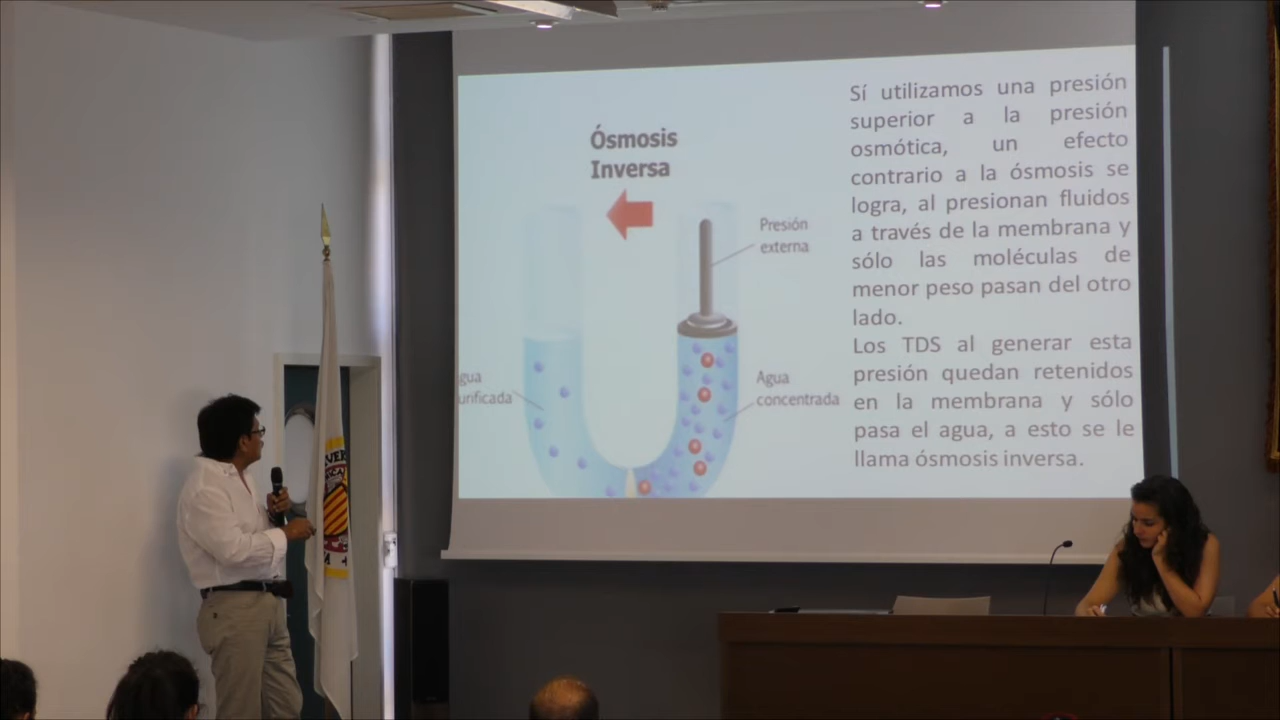 Ósmosis
Inversa
Presión
externa
gua
urificada
Agua
concentrada
Sí utilizamos una presión
superior a la presión
osmótica, un efecto
contrario a la ósmosis se
logra, al presionan fluidos
a través de la membrana y
sólo las moléculas de
menor peso pasan del otro
lado.
Los TDS al generar esta
presión quedan retenidos
en la membrana y sólo
pasa el agua, a esto se le
llama ósmosis inversa.